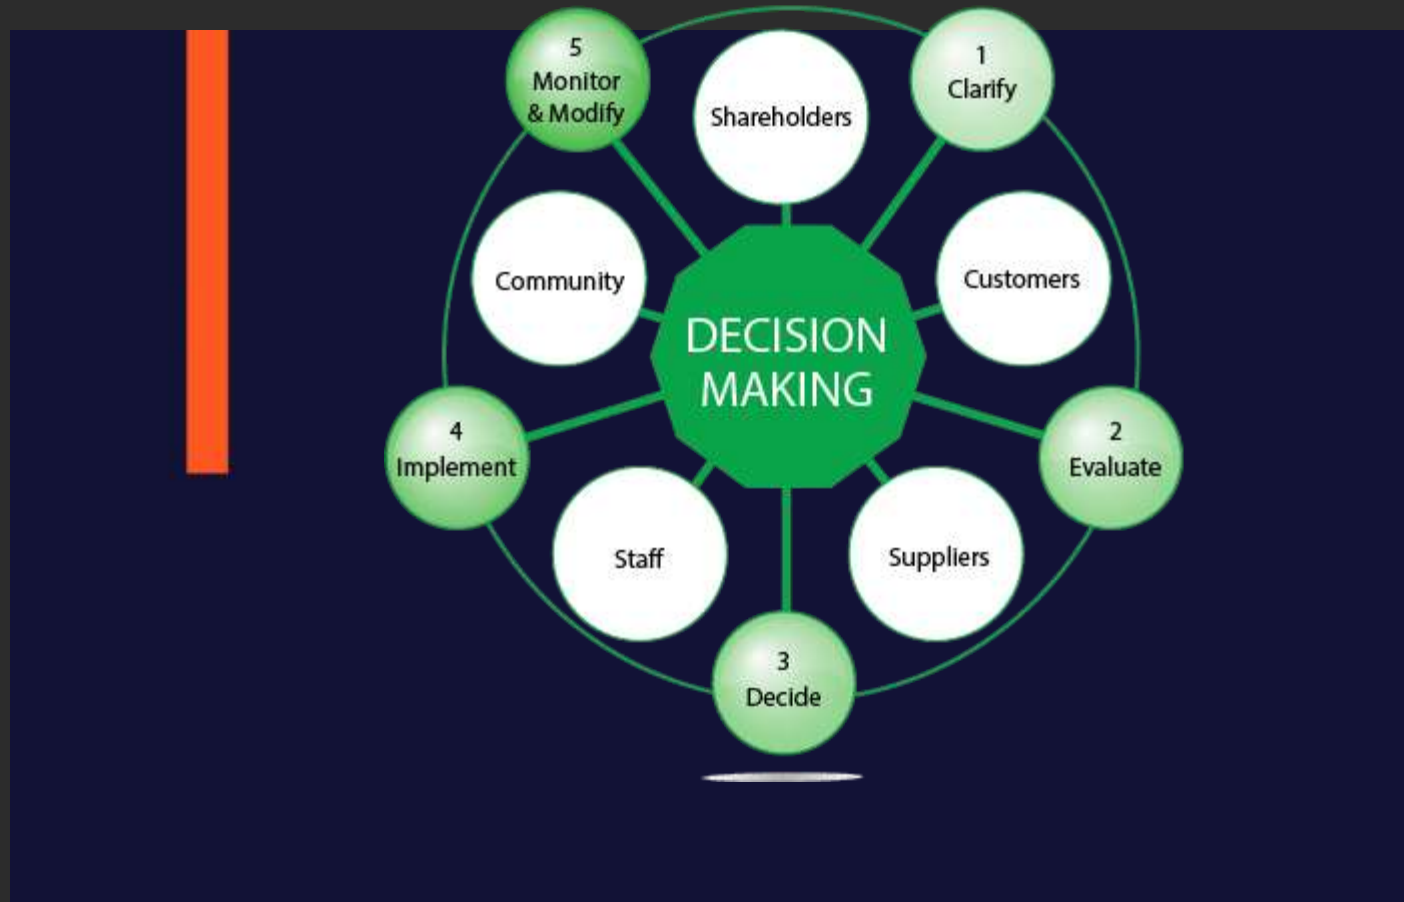 5
Monitor
& Modify
1
Clarify
Shareholders
Community
Customers
DECISION
MAKING
4
Implement
2
Evaluate
Staff
Suppliers
3
Decide